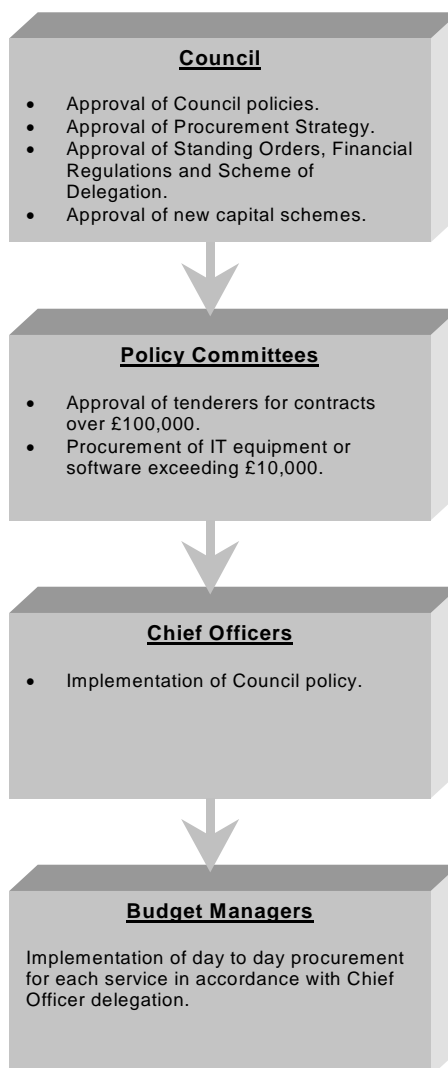 Council
• Approval of Council policies.
• Approval of Procurement Strategy.
• Approval of Standing Orders, Financial
Regulations and Scheme of
Delegation.
• Approval of new capital schemes.
Policy Committees
• Approval of tenderers for contracts
over £100,000.
• Procurement of IT equipment or
software exceeding £10,000.
Chief Officers
• Implementation of Council policy.
Budget Managers
Implementation of day to day procurement
for each service in accordance with Chief
Officer delegation.